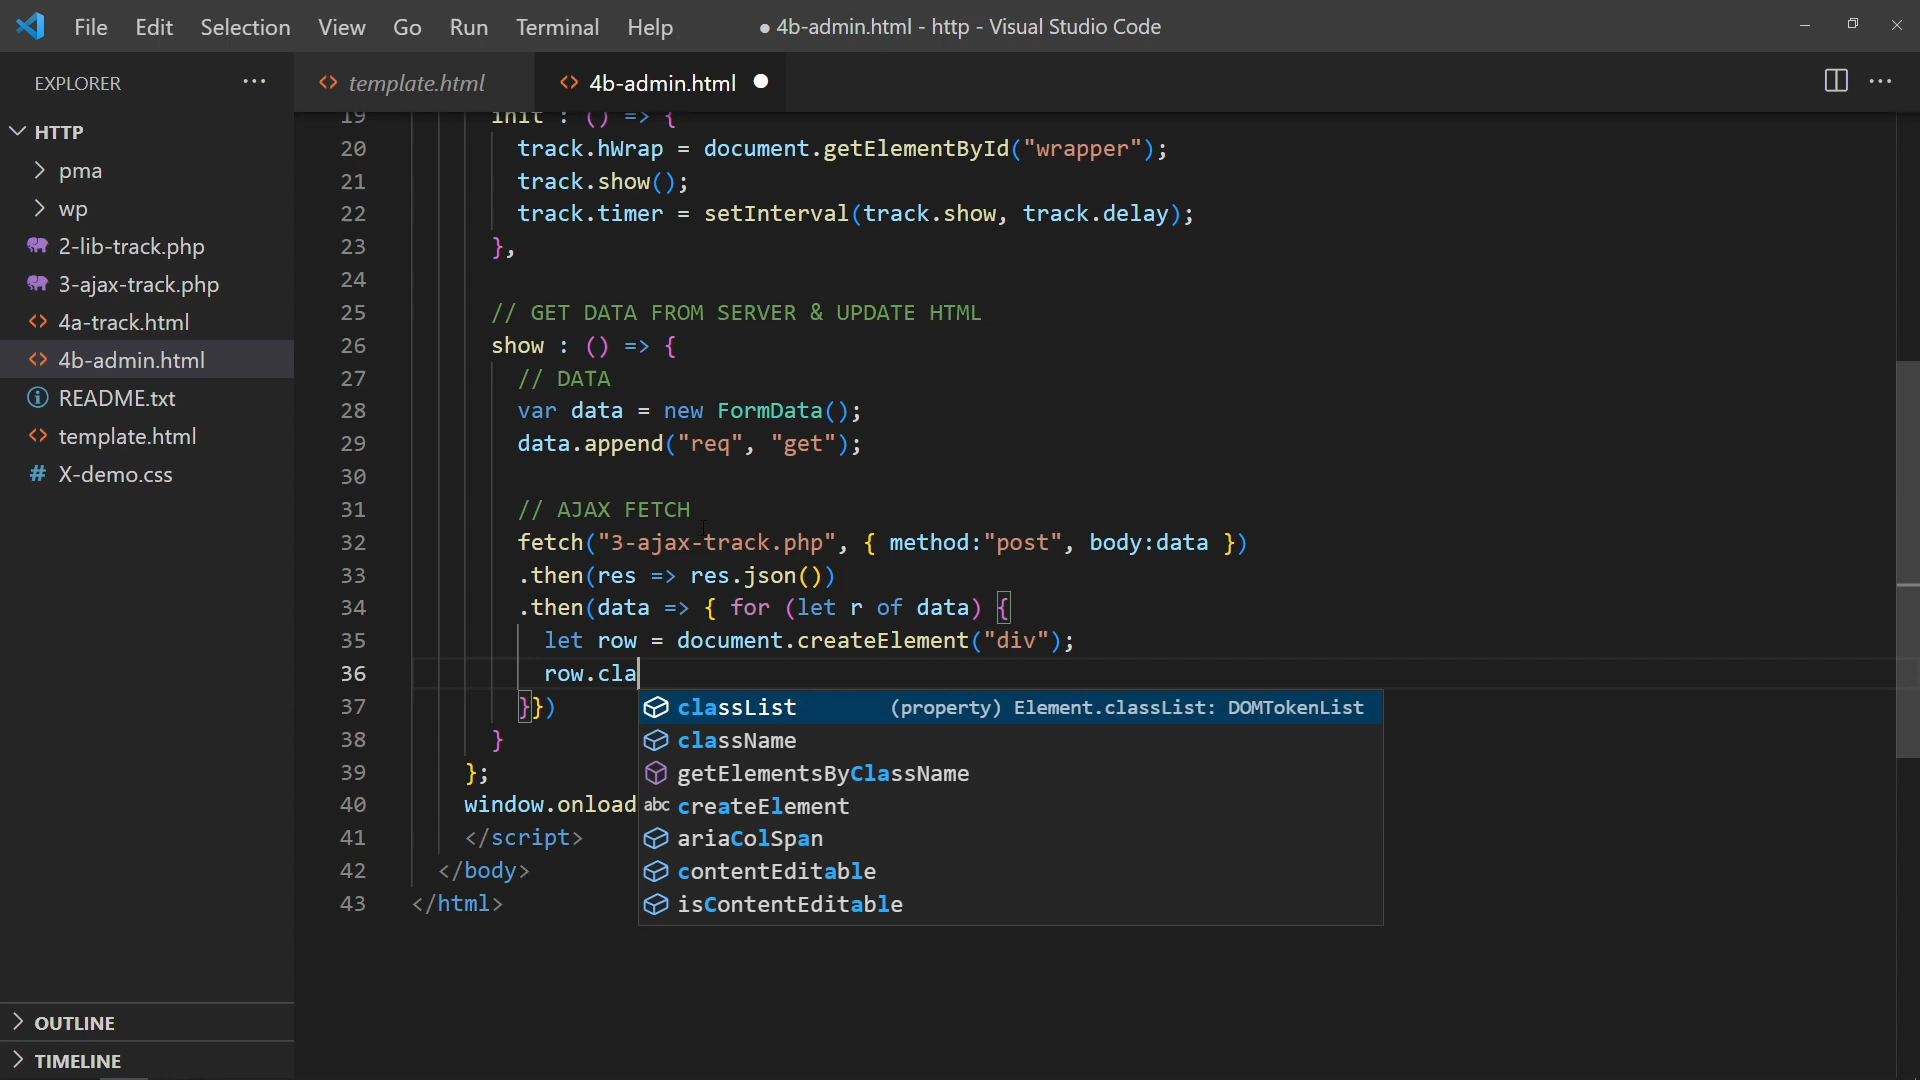 File Edit Selection View Go Run Terminal Help
● 4b-admin.html - http - Visual Studio Code
EXPLORER
template.html
4b-admin.html
HTTP
pma
wp
2-lib-track.php
3-ajax-track.php
4a-track.html
4b-admin.html
README.txt
template.html
# X-demo.css
OUTLINE
TIMELINE
19 init : () => {
20 track.hWrap = document.getElementById("wrapper");
21 track.show();
22 track.timer = setInterval(track.show, track.delay);
23 },
24
25 // GET DATA FROM SERVER & UPDATE HTML
26 show : () => {
27 // DATA
28 var data = new FormData();
29 data.append("req", "get");
30
31 // AJAX FETCH
32 fetch("3-ajax-track.php", { method:"post", body:data })
33 .then(res => res.json())
34 .then(data => { for (let r of data) {
35 let row = document.createElement("div");
36 row.cla
37 }})
38 }
39 };
40 window.onload
41 </script>
42 </body>
43 </html>
classList (property) Element.classList: DOMTokenList
className
getElementsByClassName
abc createElement
ariaColSpan
contentEditable
isContentEditable